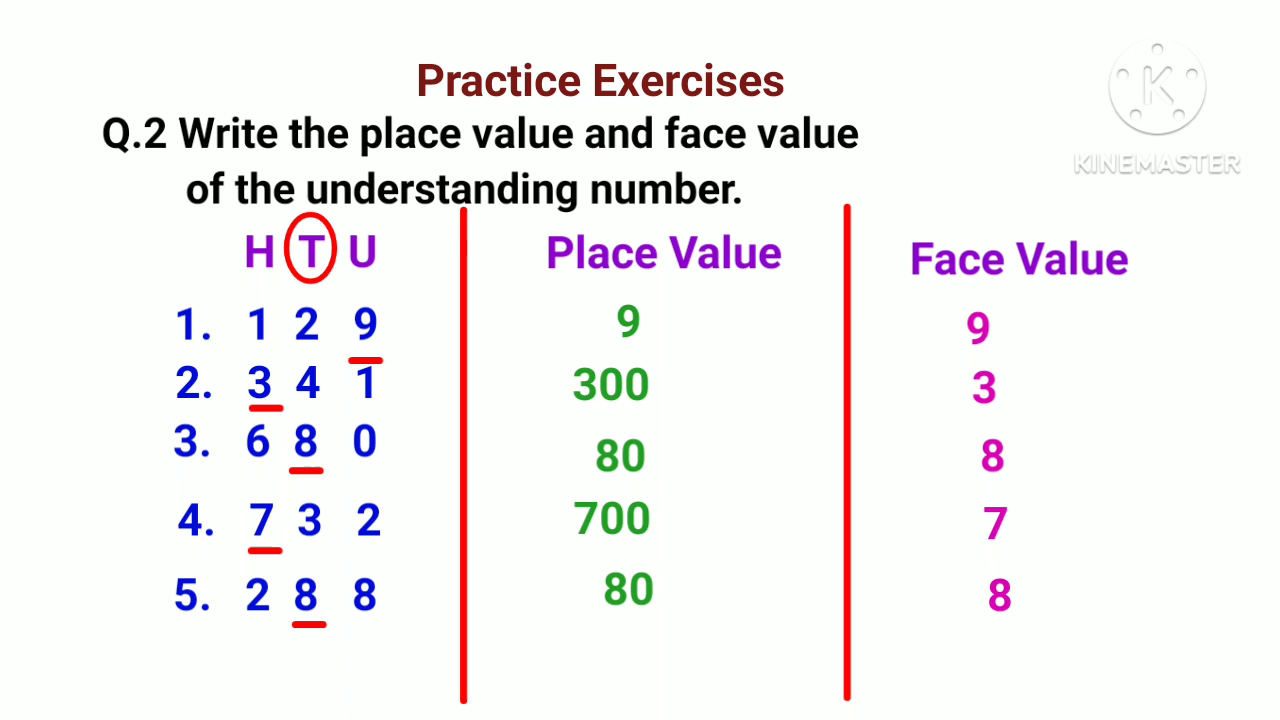 Practice Exercises
KINEMASTER
Q.2 Write the place value and face value
of the understanding number.
H T U Place Value Face Value
1. 1 2 9 9 9
2. 3 4 1 300 3
3. 6 8 0 80 8
4. 7 3 2 700 7
5. 2 8 8 80 8